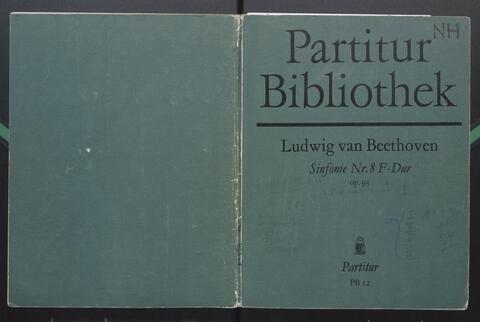 NH
Partitur
Bibliothek
Ludwig van Beethoven
Sinfonie Nr. 8 F-Dur
op. 93
Partitur
PB 12